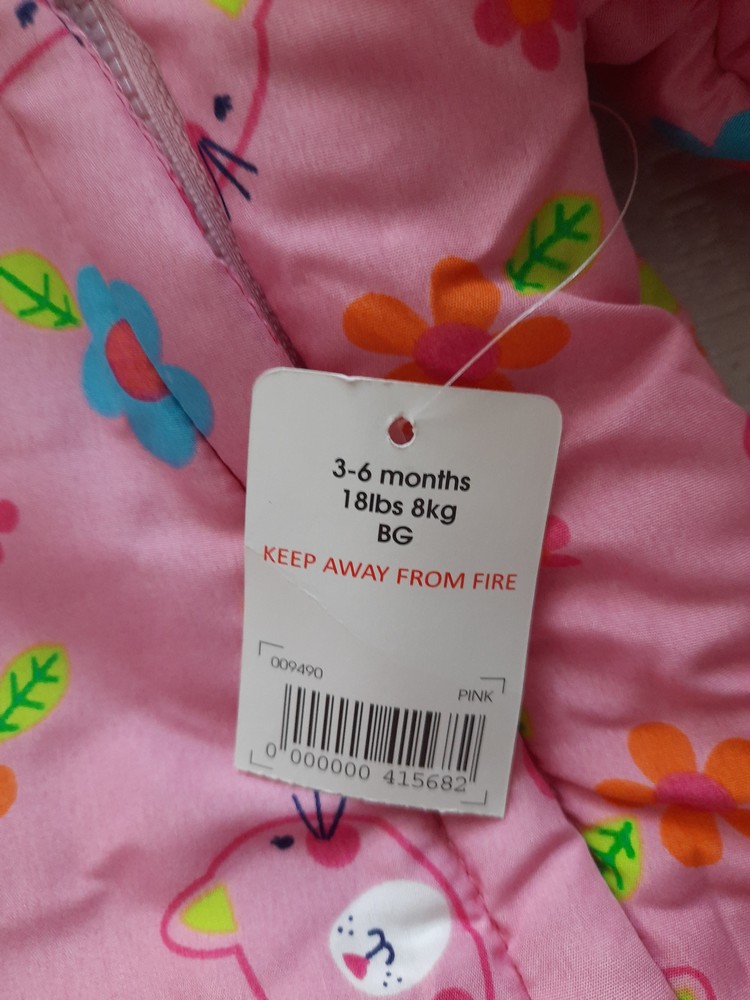 3-6 months
18lbs 8kg
BG
KEEP AWAY FROM FIRE
009490
PINK
0 000000 415682